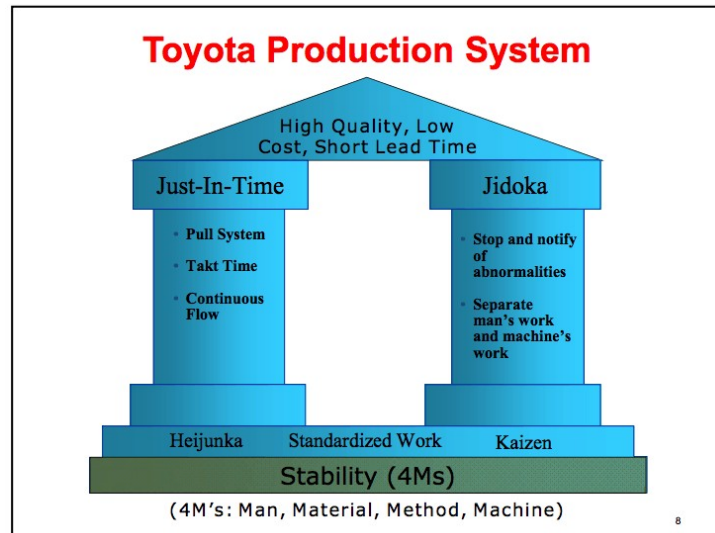 Toyota Production System
High Quality, Low
Cost, Short Lead Time
Just-In-Time
• Pull System
• Takt Time
• Continuous
Flow
Jidoka
• Stop and notify
of
abnormalities
• Separate
man's work
and machine's
work
Heijunka Standardized Work Kaizen
Stability (4Ms)
(4M's: Man, Material, Method, Machine)
8